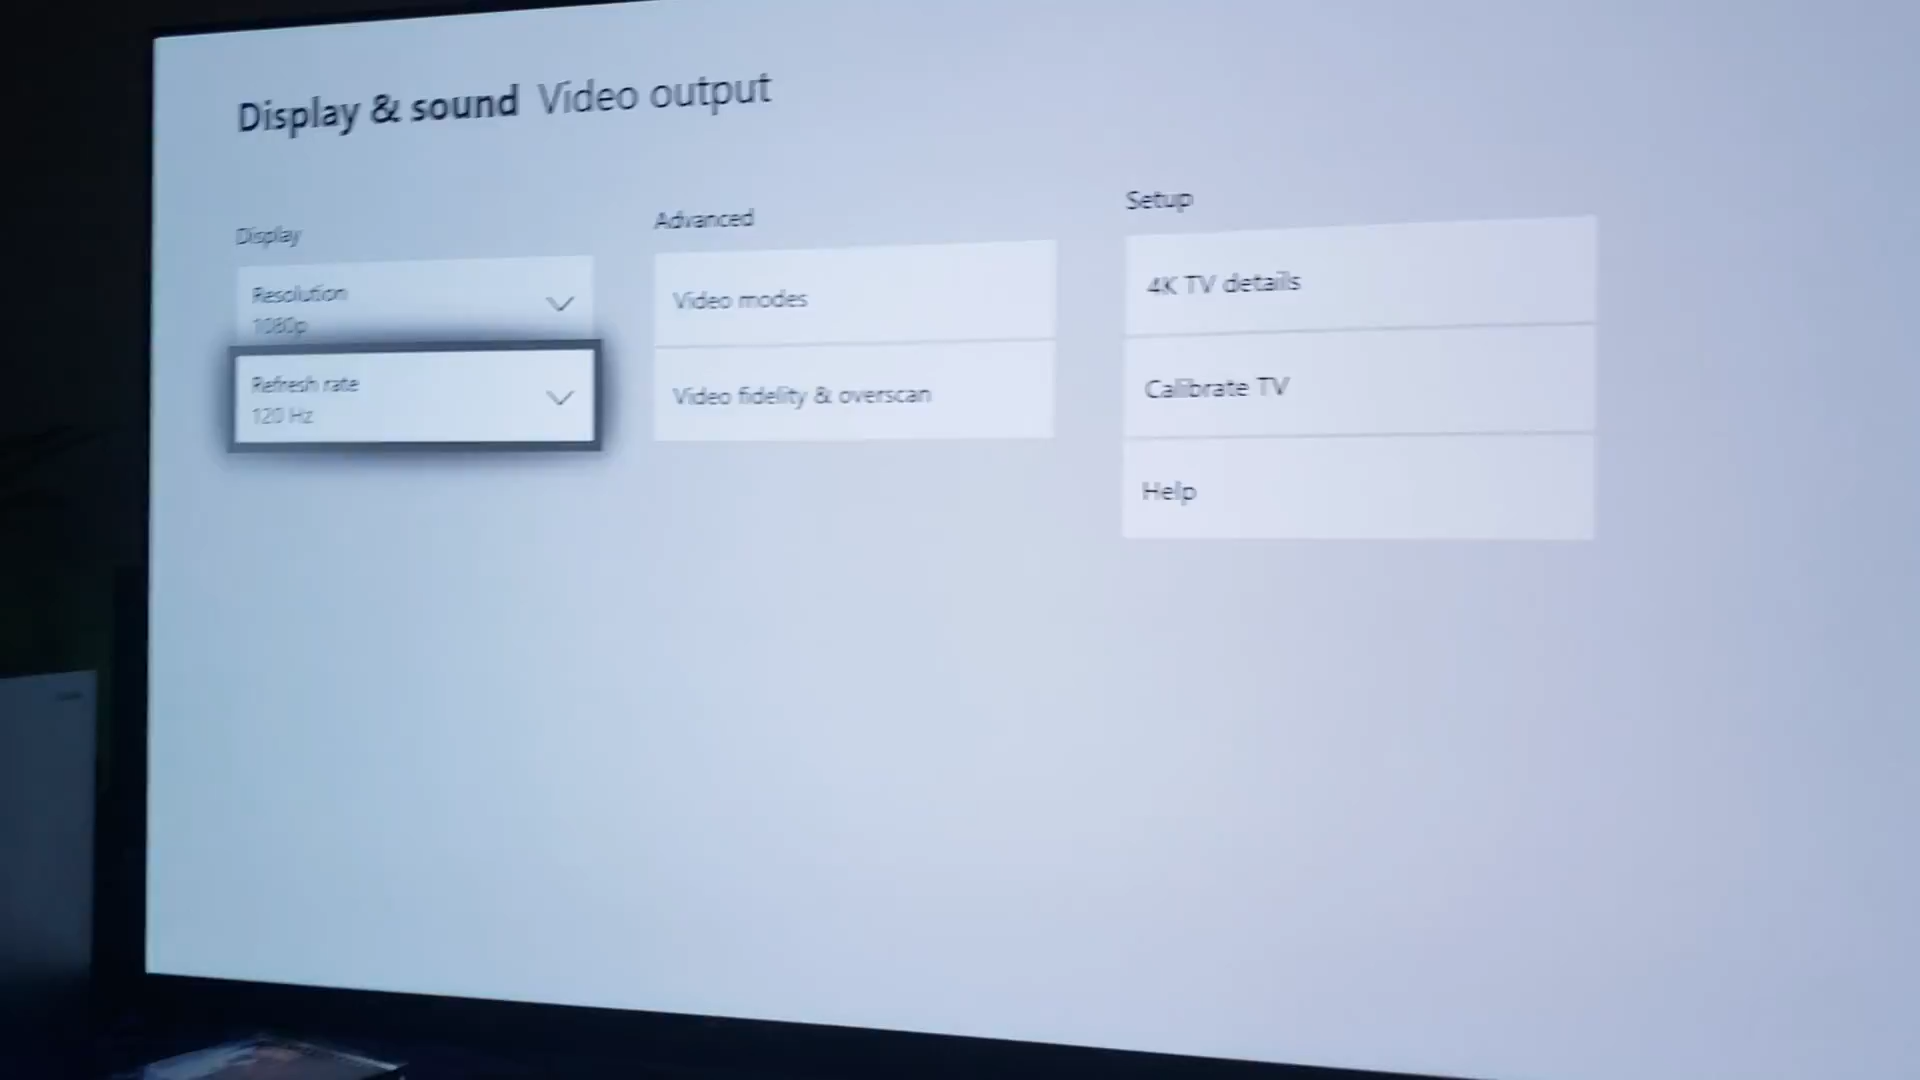 Display & sound Video output
Display
Resolution
1080p
Refresh rate
120 Hz
Advanced
Video modes
Video fidelity & overscan
Setup
4K TV details
Calibrate TV
Help